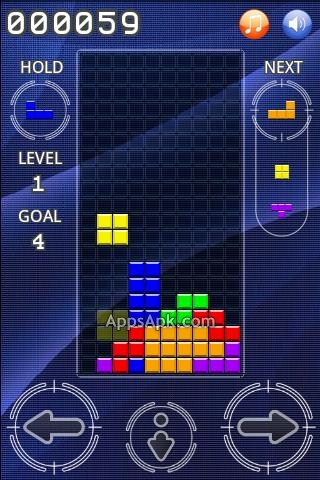 000059
HOLD
NEXT
LEVEL
1
GOAL
4
AppsApk.com